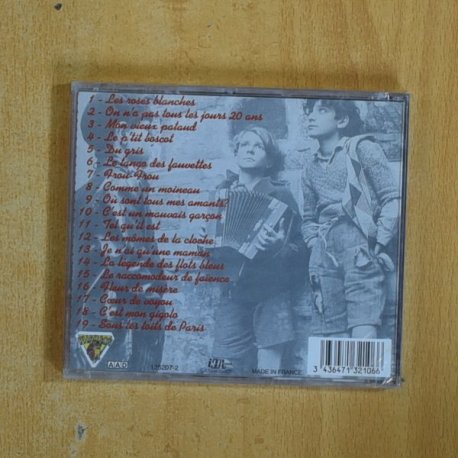 1 - Les roses blanches
2 - On n'a pas tous les jours 20 ans
3 - Mon vieux pataud
4 - Le p'tit boscot
5 - Du gris
6 - Le tango des fauvettes
7 - Frou-Frou
8 - Comme un moineau
9 - Où sont tous mes amants?
10 - C'est un mauvais garçon
11 - Tel qu'il est
12 - Les mômes de la cloche
13 - Je n'ai qu'une maman
14 - La légende des flots bleus
15 - Le raccomodeur de faïence
16 - Fleur de misère
17 - Cœur de voyou
18 - C'est mon gigolo
19 - Sous les toits de Paris
A.A.D.
125207-2
MADE IN FRANCE
3 436471 321066